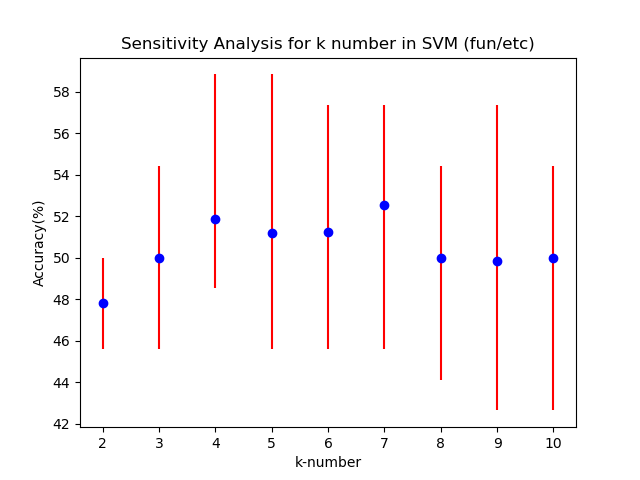 Sensitivity Analysis for k number in SVM (fun/etc)
58
56
54
52
50
48
46
44
42
Accuracy(%)
2 3 4 5 6 7 8 9 10
k-number